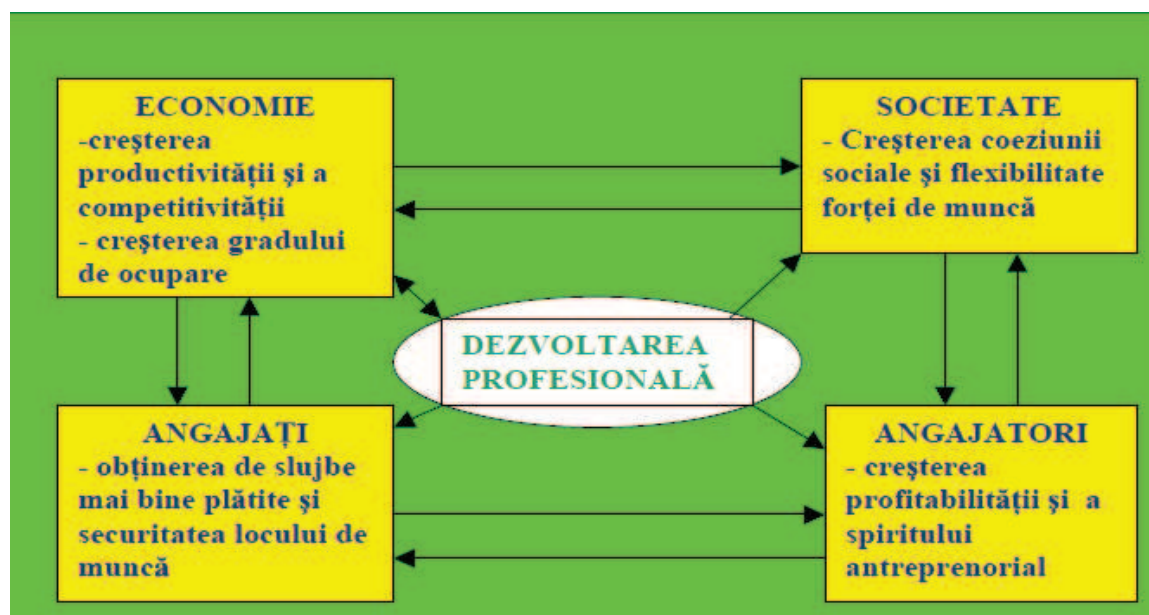 ECONOMIE
-creşterea
productivităţii şi a
competitivităţii
- creşterea gradului
de ocupare
SOCIETATE
- Creşterea coeziunii
sociale şi flexibilitate
forţei de muncă
DEZVOLTAREA
PROFESIONALĂ
ANGAJAŢI
- obţinerea de slujbe
mai bine plătite şi
securitatea locului de
muncă
ANGAJATORI
- creşterea
profitabilităţii şi a
spiritului
antreprenorial